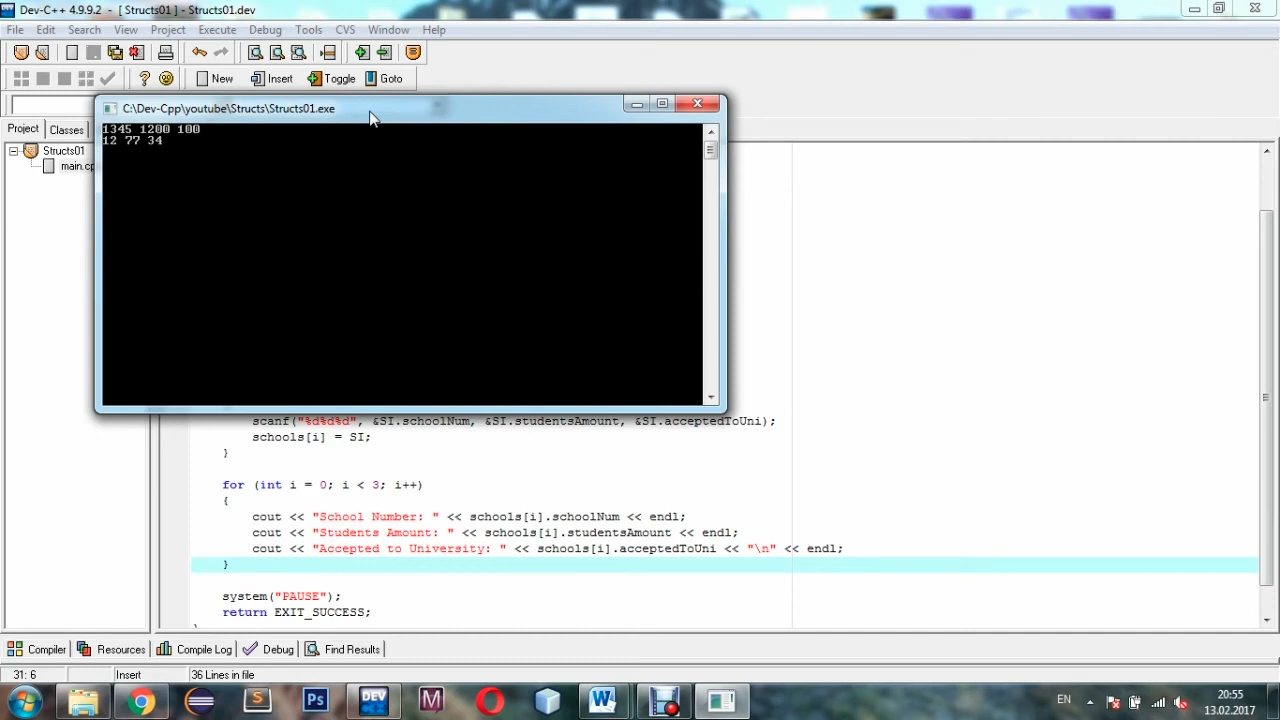 Dev-C++ 4.9.9.2 - [ Structs01 ] - Structs01.dev
File Edit Search View Project Execute Debug Tools CVS Window Help
New Insert Toggle Goto
C:\Dev-Cpp\youtube\Structs\Structs01.exe
Project Classes
1345 1200 100
12 77 34
Structs01
main.cp
scanf("%d%d%d", &SI.schoolNum, &SI.studentsAmount, &SI.acceptedToUni);
schools[i] = SI;
}
for (int i = 0; i < 3; i++)
{
cout << "School Number: " << schools[i].schoolNum << endl;
cout << "Students Amount: " << schools[i].studentsAmount << endl;
cout << "Accepted to University: " << schools[i].acceptedToUni << "\n" << endl;
}
system("PAUSE");
return EXIT_SUCCESS;
Compiler Resources Compile Log Debug Find Results
31: 6 Insert 36 Lines in file
S Ps DEV M W EN 20:55
13.02.2017